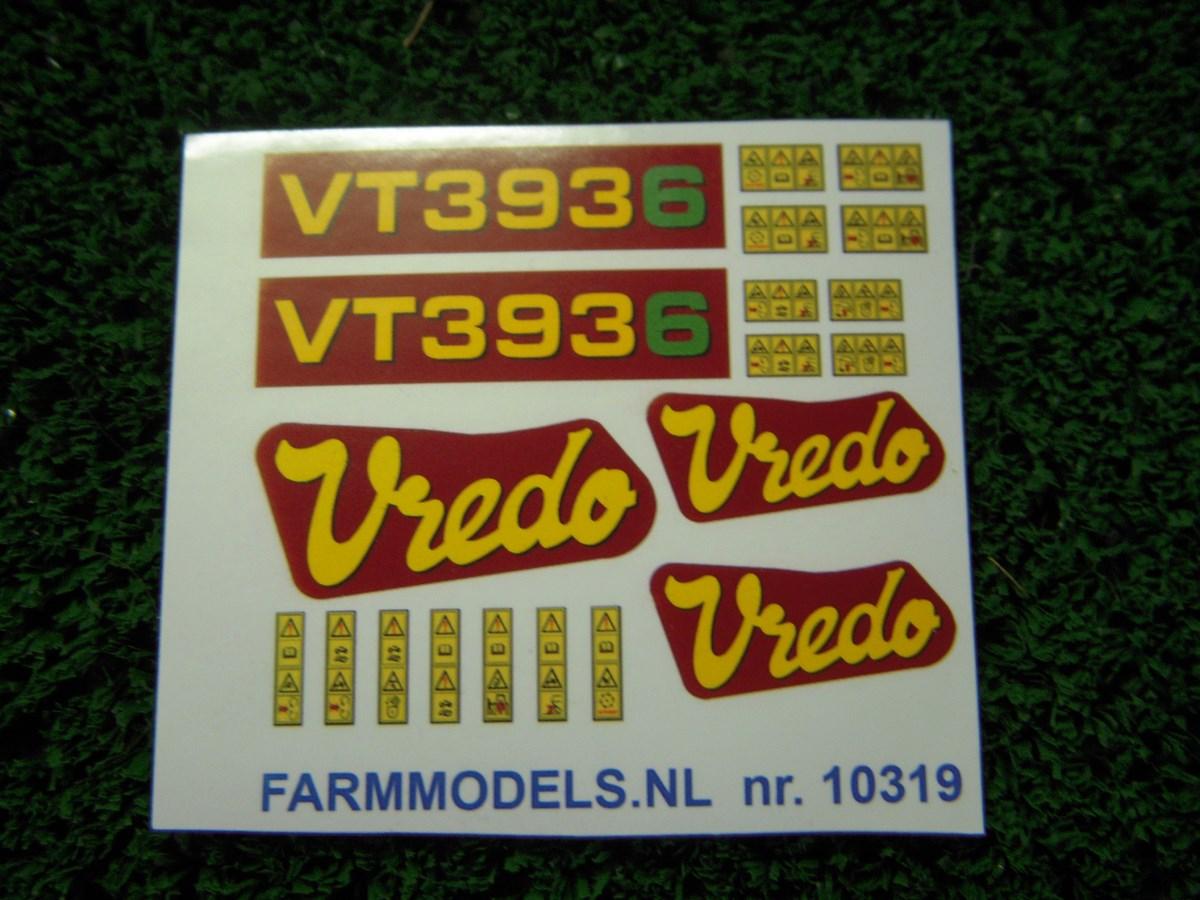 VT3936
VT3936
Vredo
Vredo
Vredo
FARMMODELS.NL nr. 10319